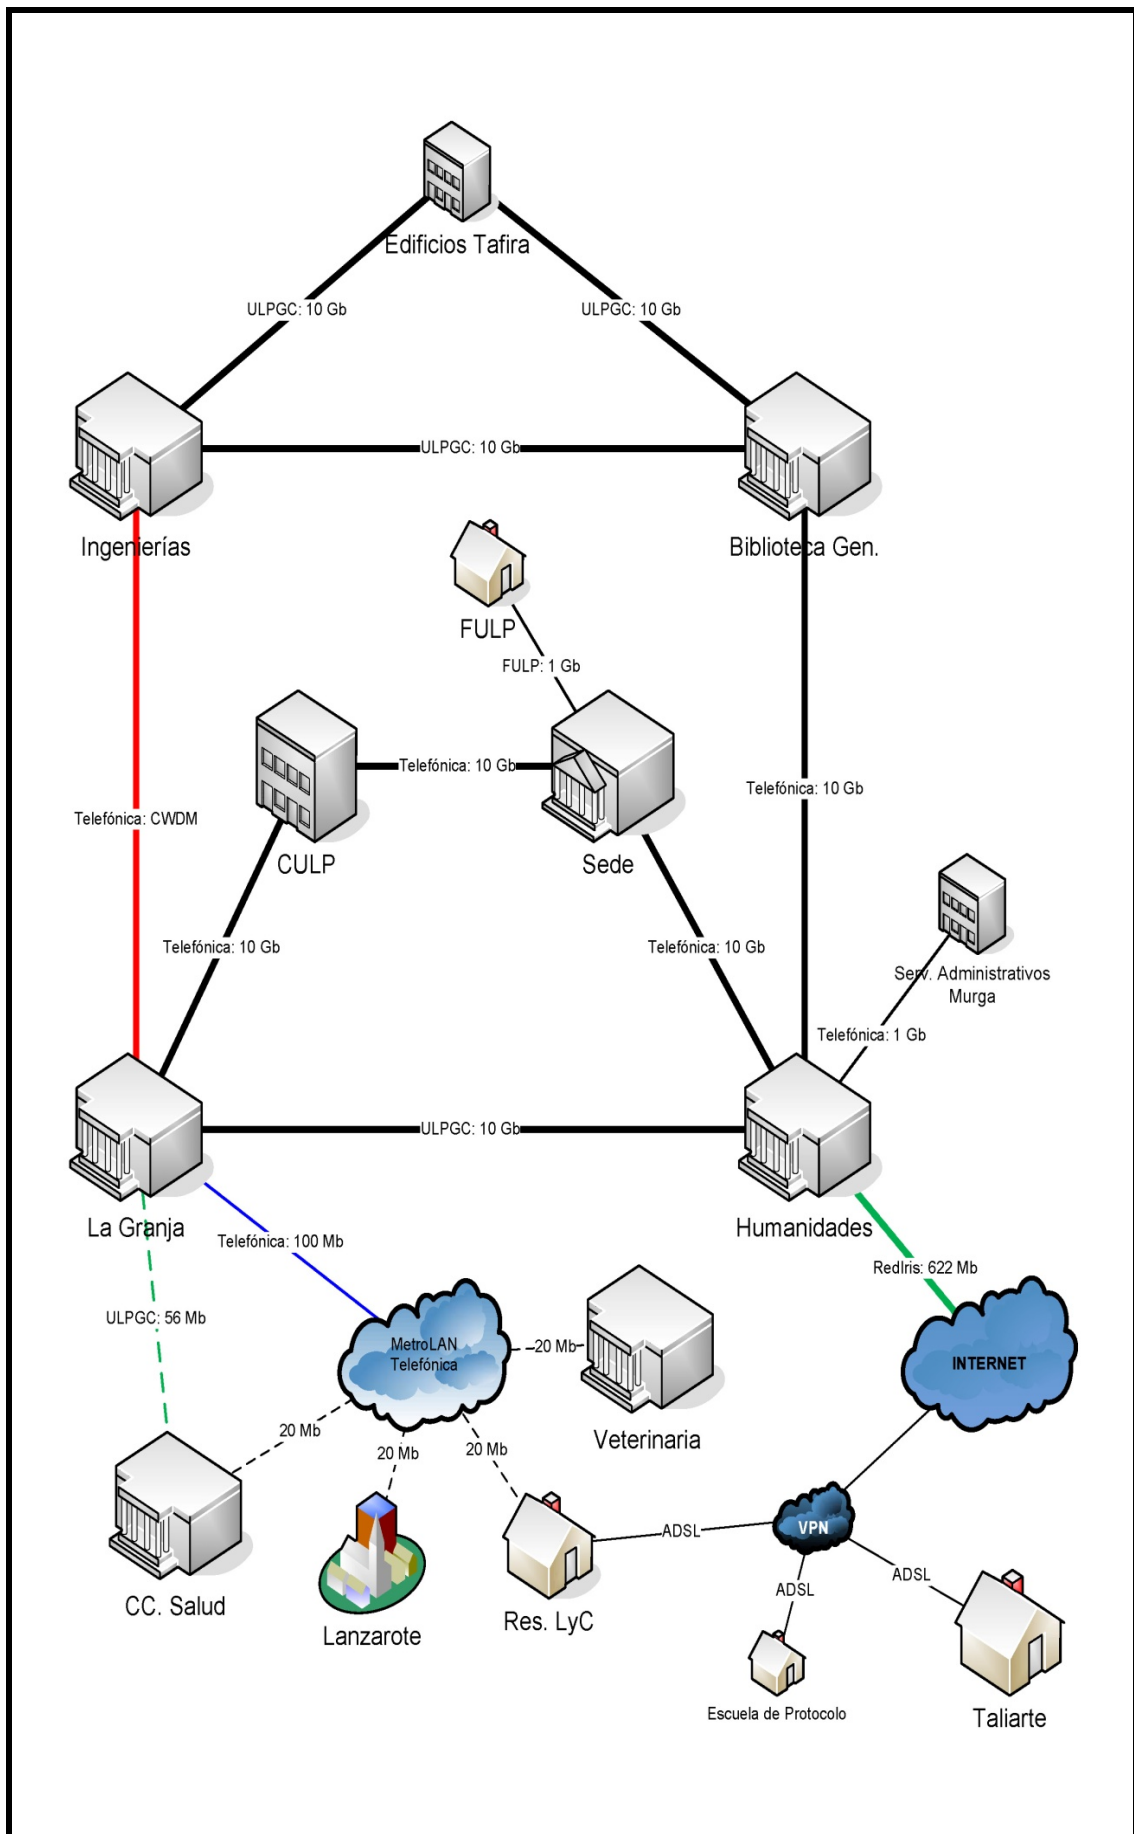 Edificios Tafira
ULPGC: 10 Gb
ULPGC: 10 Gb
ULPGC: 10 Gb
Ingenierías
Biblioteca Gen.
FULP
FULP: 1 Gb
Telefónica: 10 Gb
Telefónica: 10 Gb
Telefónica: CWDM
CULP
Sede
Telefónica: 10 Gb
Telefónica: 10 Gb
Serv. Administrativos
Murga
Telefónica: 1 Gb
ULPGC: 10 Gb
La Granja
Humanidades
Telefónica: 100 Mb
RedIris: 622 Mb
ULPGC: 56 Mb
MetroLAN
Telefónica
20 Mb
INTERNET
20 Mb
20 Mb
20 Mb
Veterinaria
VPN
ADSL
ADSL
ADSL
CC. Salud
Lanzarote
Res. LyC
Escuela de Protocolo
Taliarte